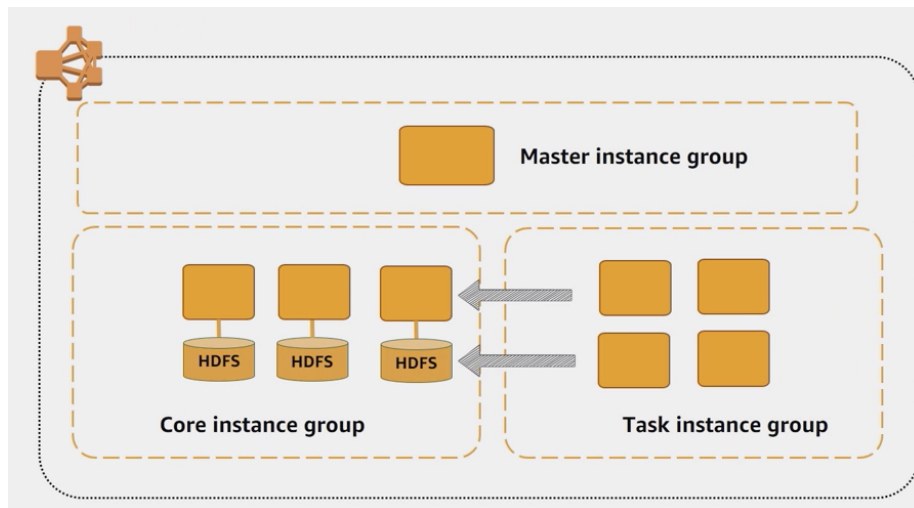 Master instance group
HDFS
HDFS
HDFS
Core instance group
Task instance group